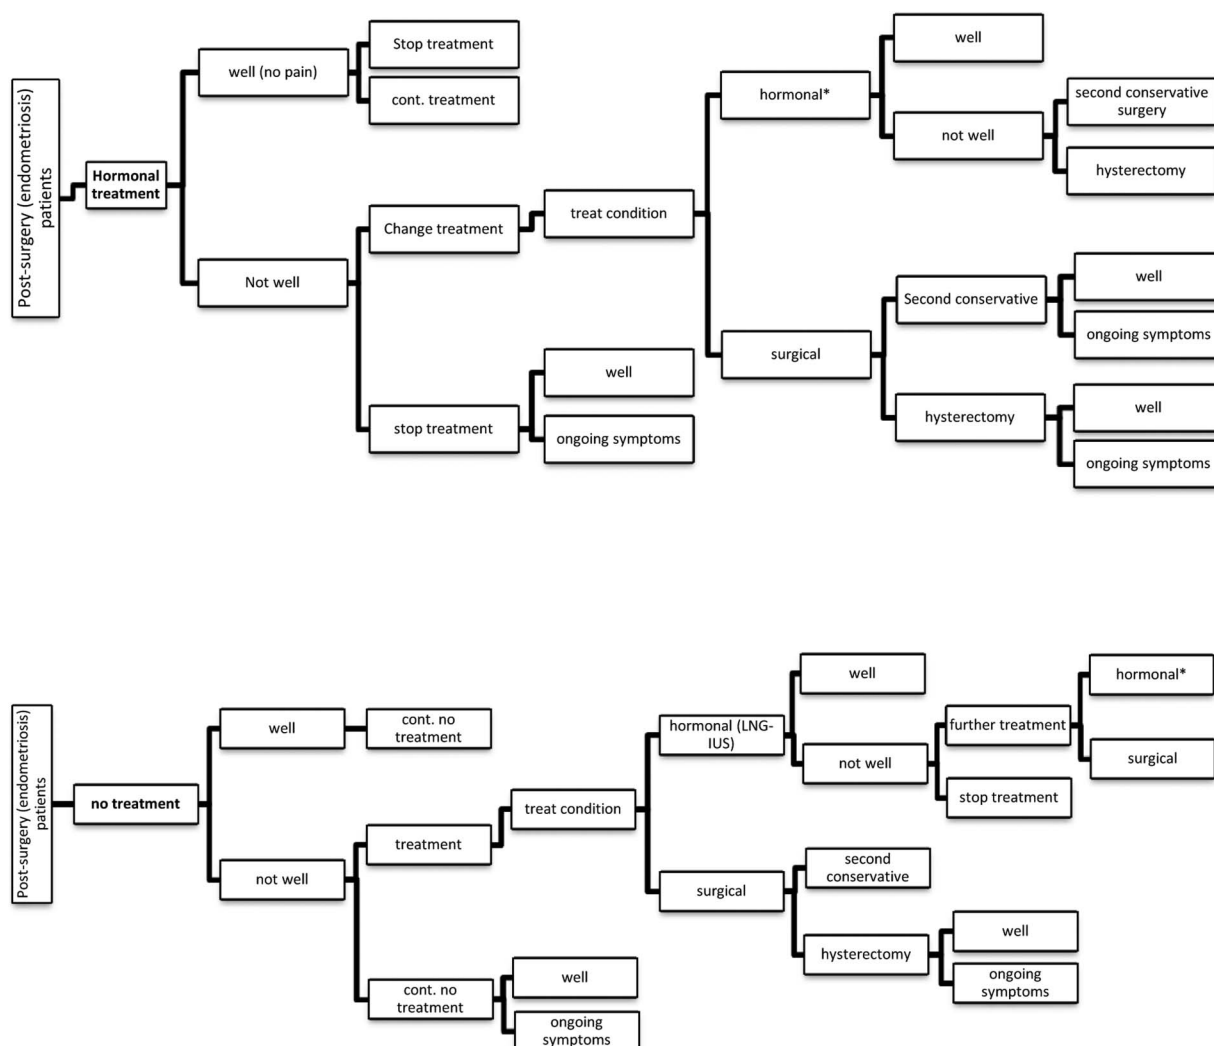 Post-surgery (endometriosis)
patients
Hormonal
treatment
well (no pain)
Stop treatment
cont. treatment
Not well
Change treatment
treat condition
hormonal*
well
not well
second conservative
surgery
hysterectomy
surgical
Second conservative
well
ongoing symptoms
hysterectomy
well
ongoing symptoms
stop treatment
well
ongoing symptoms
Post-surgery (endometriosis)
patients
no treatment
well
cont. no
treatment
not well
treatment
treat condition
hormonal (LNG-
IUS)
well
not well
further treatment
hormonal*
surgical
stop treatment
surgical
second
conservative
hysterectomy
well
ongoing
symptoms
cont. no
treatment
well
ongoing
symptoms